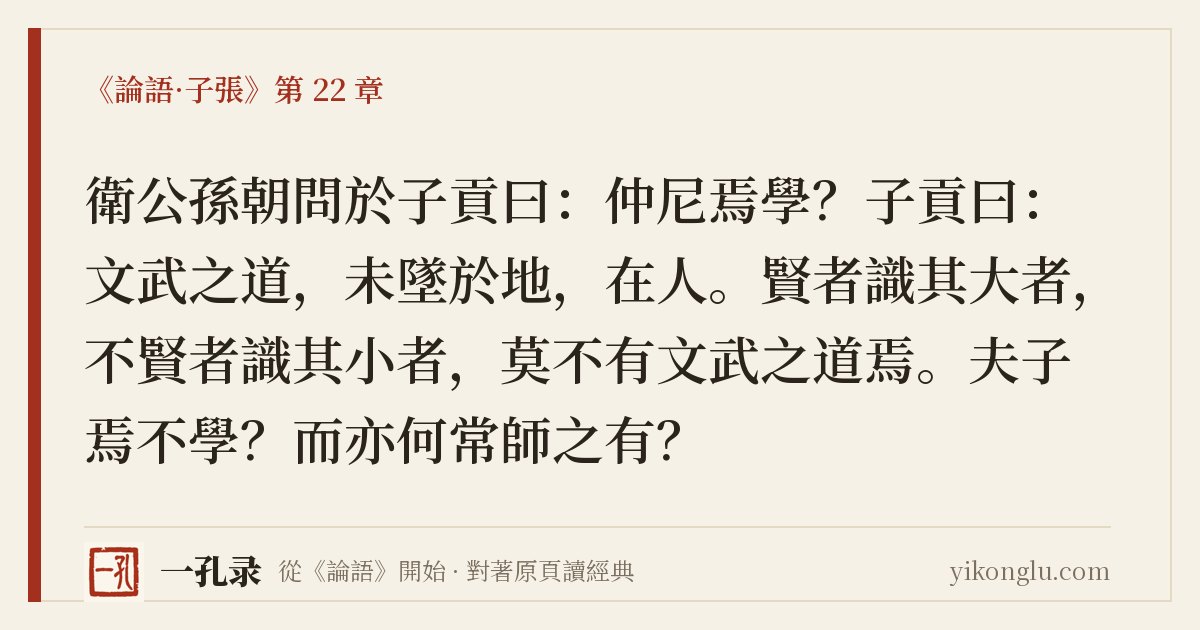 《論語·子張》第 22 章
衛公孫朝問於子貢曰：仲尼焉學？子貢曰：
文武之道，未墜於地，在人。賢者識其大者，
不賢者識其小者，莫不有文武之道焉。夫子
焉不學？而亦何常師之有？
一孔
一孔录 從《論語》開始 · 對著原頁讀經典
yikonglu.com